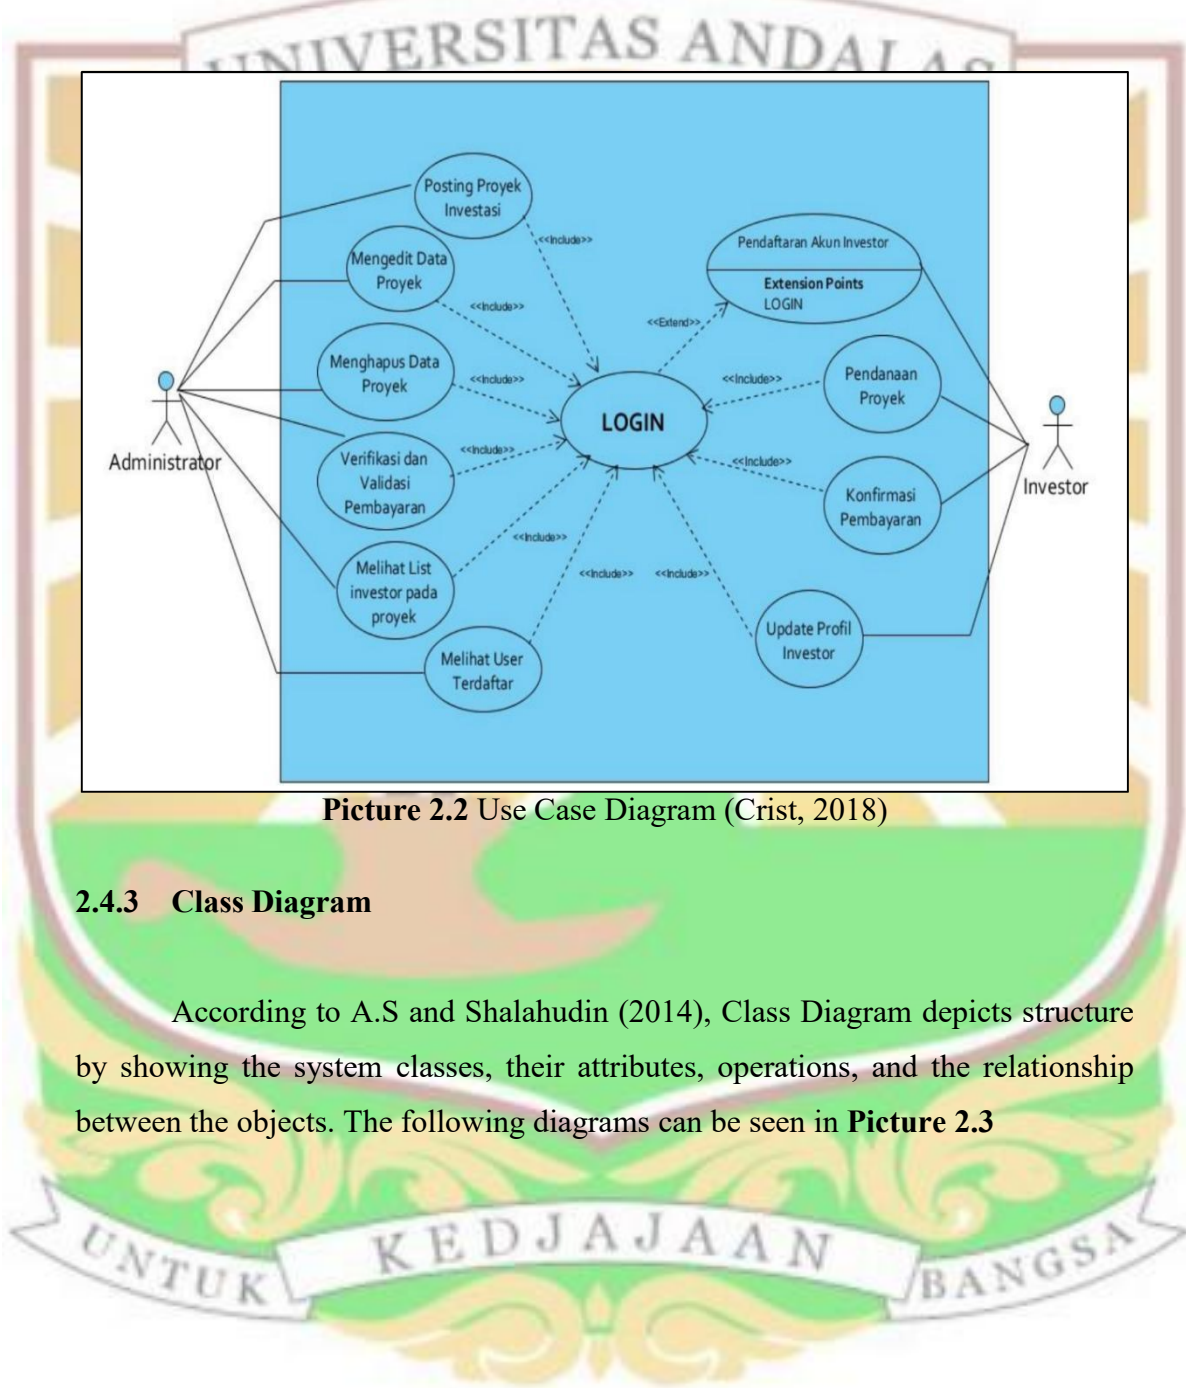 UNIVERSITAS ANDALAS
Posting Proyek
Investasi
<<Include>>
Mengedit Data
Proyek
<<Include>>
Menghapus Data
Proyek
<<Include>>
Verifikasi dan
Validasi
Pembayaran
<<Include>>
Melihat List
investor pada
proyek
<<Include>>
Melihat User
Terdaftar
<<Include>>
Administrator
LOGIN
<<Extend>>
Pendaftaran Akun Investor
Extension Points
LOGIN
<<Include>>
Pendanaan
Proyek
<<Include>>
Konfirmasi
Pembayaran
<<Include>>
Update Profil
Investor
Investor
Picture 2.2 Use Case Diagram (Crist, 2018)
2.4.3 Class Diagram
According to A.S and Shalahudin (2014), Class Diagram depicts structure
by showing the system classes, their attributes, operations, and the relationship
between the objects. The following diagrams can be seen in Picture 2.3
UNTUK KEDJAJAAN BANGSA